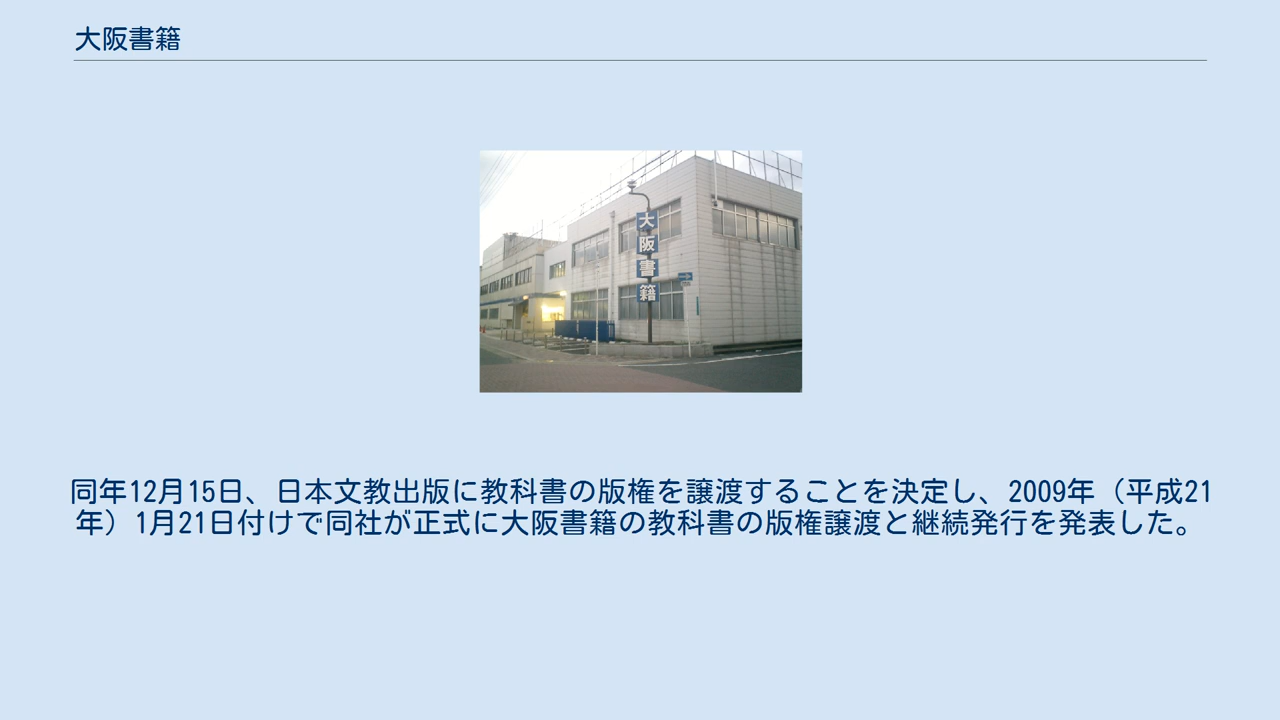 大阪書籍
大阪書籍
同年12月15日、日本文教出版に教科書の版権を譲渡することを決定し、2009年（平成21
年）1月21日付けで同社が正式に大阪書籍の教科書の版権譲渡と継続発行を発表した。